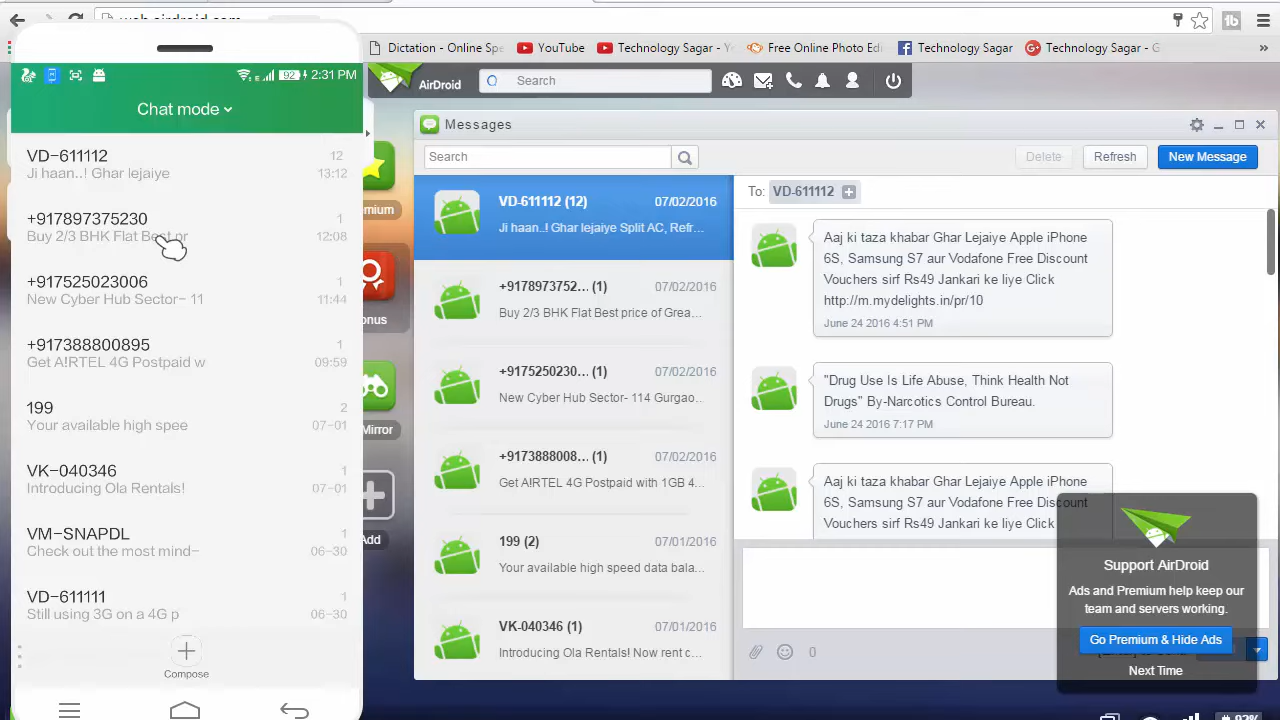 web.airdroid.com
Dictation - Online Spe
YouTube
Technology Sagar - Y
Free Online Photo Edi
Technology Sagar
Technology Sagar - G
»
92 2:31 PM
Chat mode
VD-611112 12
Ji haan..! Ghar lejaiye 13:12
+917897375230 1
Buy 2/3 BHK Flat Best pr 12:08
+917525023006 1
New Cyber Hub Sector- 11 11:44
+917388800895 1
Get A!RTEL 4G Postpaid w 09:59
199 2
Your available high spee 07-01
VK-040346 1
Introducing Ola Rentals! 07-01
VM-SNAPDL 1
Check out the most mind- 06-30
VD-611111 1
Still using 3G on a 4G p 06-30
Compose
mium
onus
Mirror
Add
AirDroid
Search
Messages
Search
Delete
Refresh
New Message
VD-611112 (12) 07/02/2016
Ji haan..! Ghar lejaiye Split AC, Refr...
+9178973752... (1) 07/02/2016
Buy 2/3 BHK Flat Best price of Grea...
+9175250230... (1) 07/02/2016
New Cyber Hub Sector- 114 Gurgao...
+9173888008... (1) 07/02/2016
Get A!RTEL 4G Postpaid with 1GB 4...
199 (2) 07/01/2016
Your available high speed data bala...
VK-040346 (1) 07/01/2016
Introducing Ola Rentals! Now rent c...
To: VD-611112
Aaj ki taza khabar Ghar Lejaiye Apple iPhone
6S, Samsung S7 aur Vodafone Free Discount
Vouchers sirf Rs49 Jankari ke liye Click
http://m.mydelights.in/pr/10
June 24 2016 4:51 PM
"Drug Use Is Life Abuse, Think Health Not
Drugs" By-Narcotics Control Bureau.
June 24 2016 7:17 PM
Aaj ki taza khabar Ghar Lejaiye Apple iPhone
6S, Samsung S7 aur Vodafone Free Discount
Vouchers sirf Rs49 Jankari ke liye Click
0
Support AirDroid
Ads and Premium help keep our
team and servers working.
Go Premium & Hide Ads
Next Time
92%